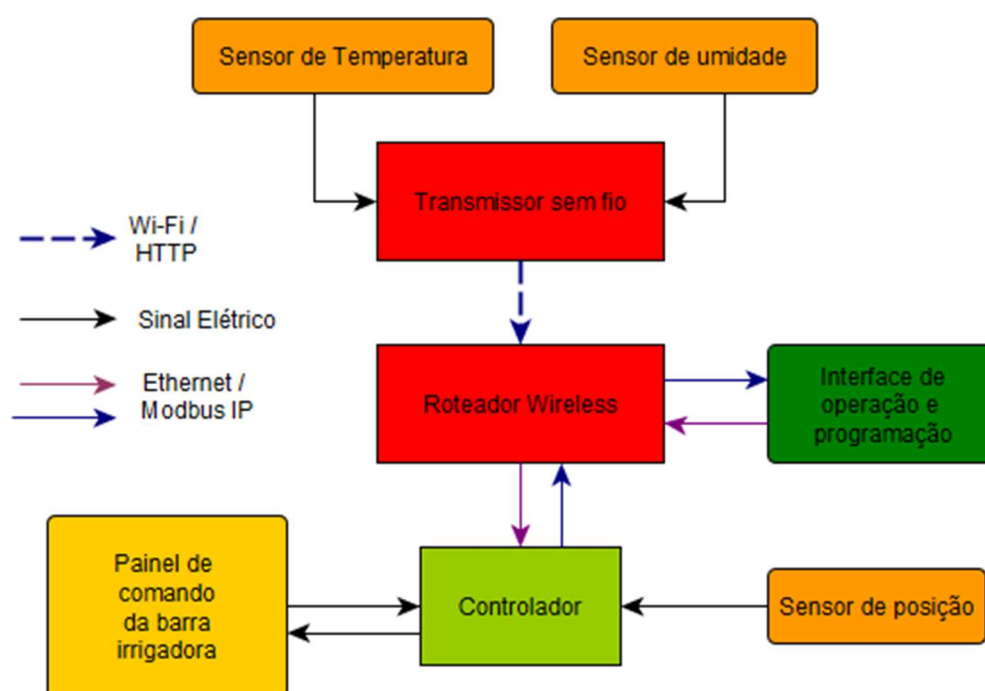 Sensor de Temperatura
Sensor de umidade
Transmissor sem fio
Wi-Fi /
HTTP
Sinal Elétrico
Ethernet /
Modbus IP
Roteador Wireless
Interface de
operação e
programação
Painel de
comando
da barra
irrigadora
Controlador
Sensor de posição